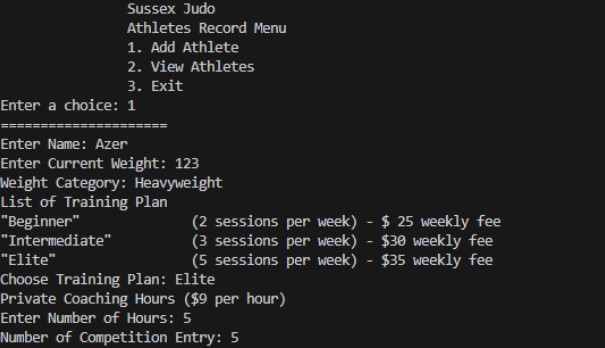 Sussex Judo
Athletes Record Menu
1. Add Athlete
2. View Athletes
3. Exit
Enter a choice: 1
=====================
Enter Name: Azer
Enter Current Weight: 123
Weight Category: Heavyweight
List of Training Plan
"Beginner" (2 sessions per week) - $ 25 weekly fee
"Intermediate" (3 sessions per week) - $30 weekly fee
"Elite" (5 sessions per week) - $35 weekly fee
Choose Training Plan: Elite
Private Coaching Hours ($9 per hour)
Enter Number of Hours: 5
Number of Competition Entry: 5